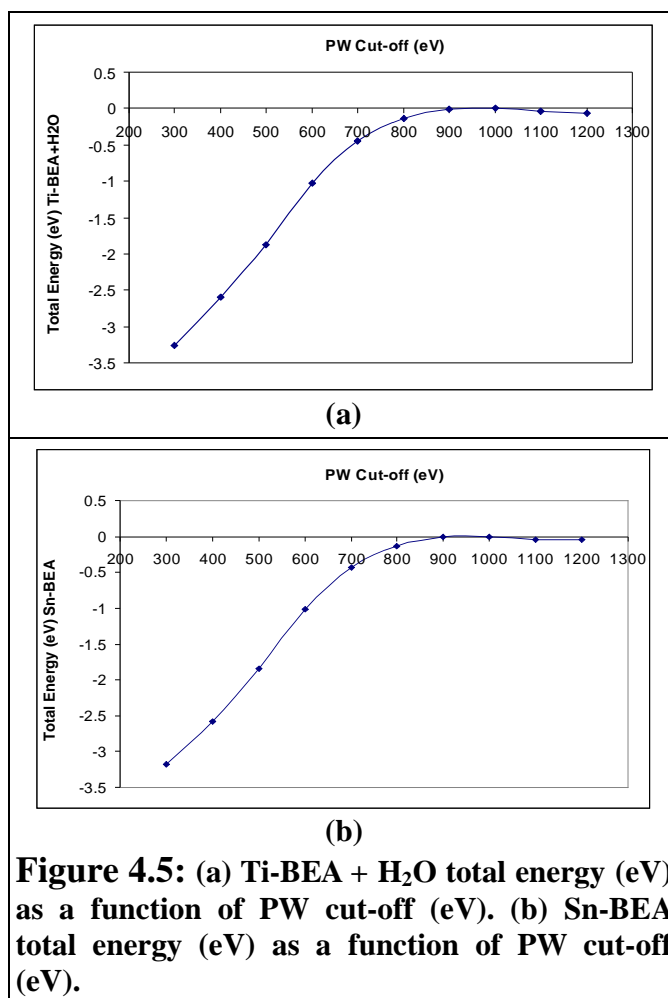 PW Cut-off (eV)
0.5
0
200 300 400 500 600 700 800 900 1000 1100 1200 1300
-0.5
-1
-1.5
-2
-2.5
-3
-3.5
Total Energy (eV) Ti-BEA+H2O
(a)
PW Cut-off (eV)
0.5
0
200 300 400 500 600 700 800 900 1000 1100 1200 1300
-0.5
-1
-1.5
-2
-2.5
-3
-3.5
Total Energy (eV) Sn-BEA
(b)
Figure 4.5: (a) Ti-BEA + H₂O total energy (eV)
as a function of PW cut-off (eV). (b) Sn-BEA
total energy (eV) as a function of PW cut-off
(eV).